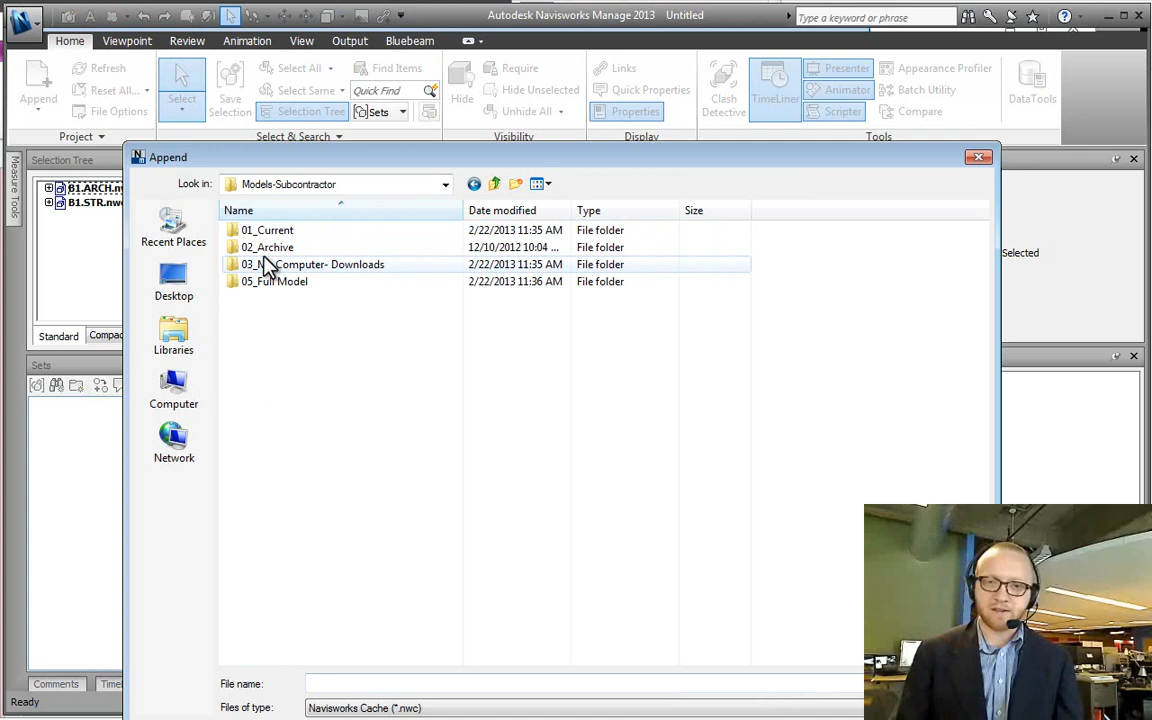 Autodesk Navisworks Manage 2013 Untitled
Type a keyword or phrase
Home Viewpoint Review Animation View Output Bluebeam
Append
Refresh
Reset All...
File Options
Project
Select
Save Selection
Select All
Select Same
Selection Tree
Find Items
Quick Find
Sets
Select & Search
Hide
Require
Hide Unselected
Unhide All
Visibility
Links
Quick Properties
Properties
Display
Clash Detective
TimeLiner
Presenter
Animator
Scripter
Appearance Profiler
Batch Utility
Compare
Tools
DataTools
Measure Tools
Selection Tree
B1.ARCH.nw
B1.STR.nwc
Standard Compac
Sets
Comments
Ready
Selected
Append
Look in: Models-Subcontractor
Recent Places
Desktop
Libraries
Computer
Network
Name Date modified Type Size
01_Current 2/22/2013 11:35 AM File folder
02_Archive 12/10/2012 10:04 ... File folder
Computer- Downloads 2/22/2013 11:35 AM File folder
05_Full Model 2/22/2013 11:36 AM File folder
File name:
Files of type: Navisworks Cache (*.nwc)